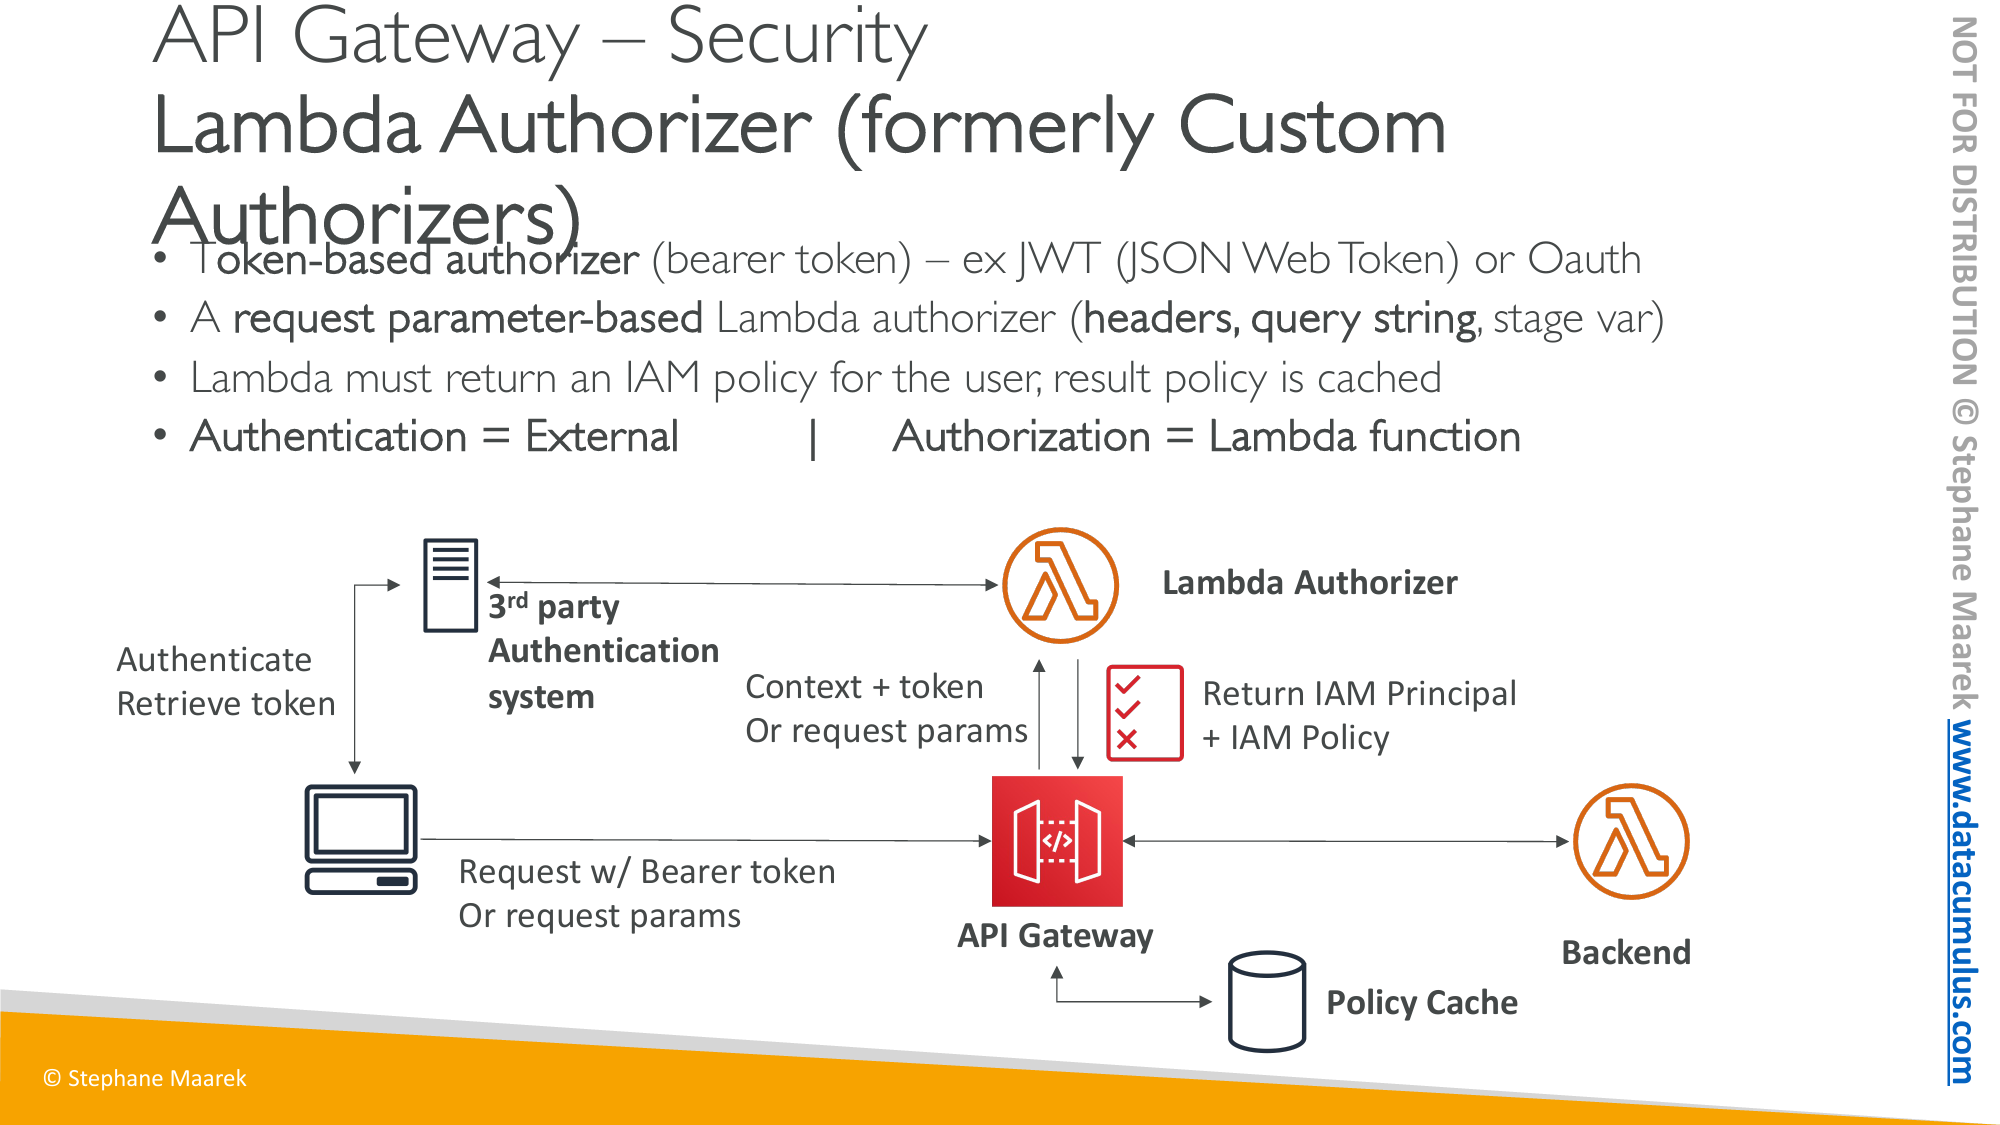 API Gateway – Security
Lambda Authorizer (formerly Custom
Authorizers)
• Token-based authorizer (bearer token) – ex JWT (JSON Web Token) or Oauth
• A request parameter-based Lambda authorizer (headers, query string, stage var)
• Lambda must return an IAM policy for the user, result policy is cached
• Authentication = External | Authorization = Lambda function
3rd party
Authentication
system
Lambda Authorizer
Authenticate
Retrieve token
Context + token
Or request params
Return IAM Principal
+ IAM Policy
Request w/ Bearer token
Or request params
API Gateway
Backend
Policy Cache
© Stephane Maarek
NOT FOR DISTRIBUTION © Stephane Maarek www.datacumulus.com